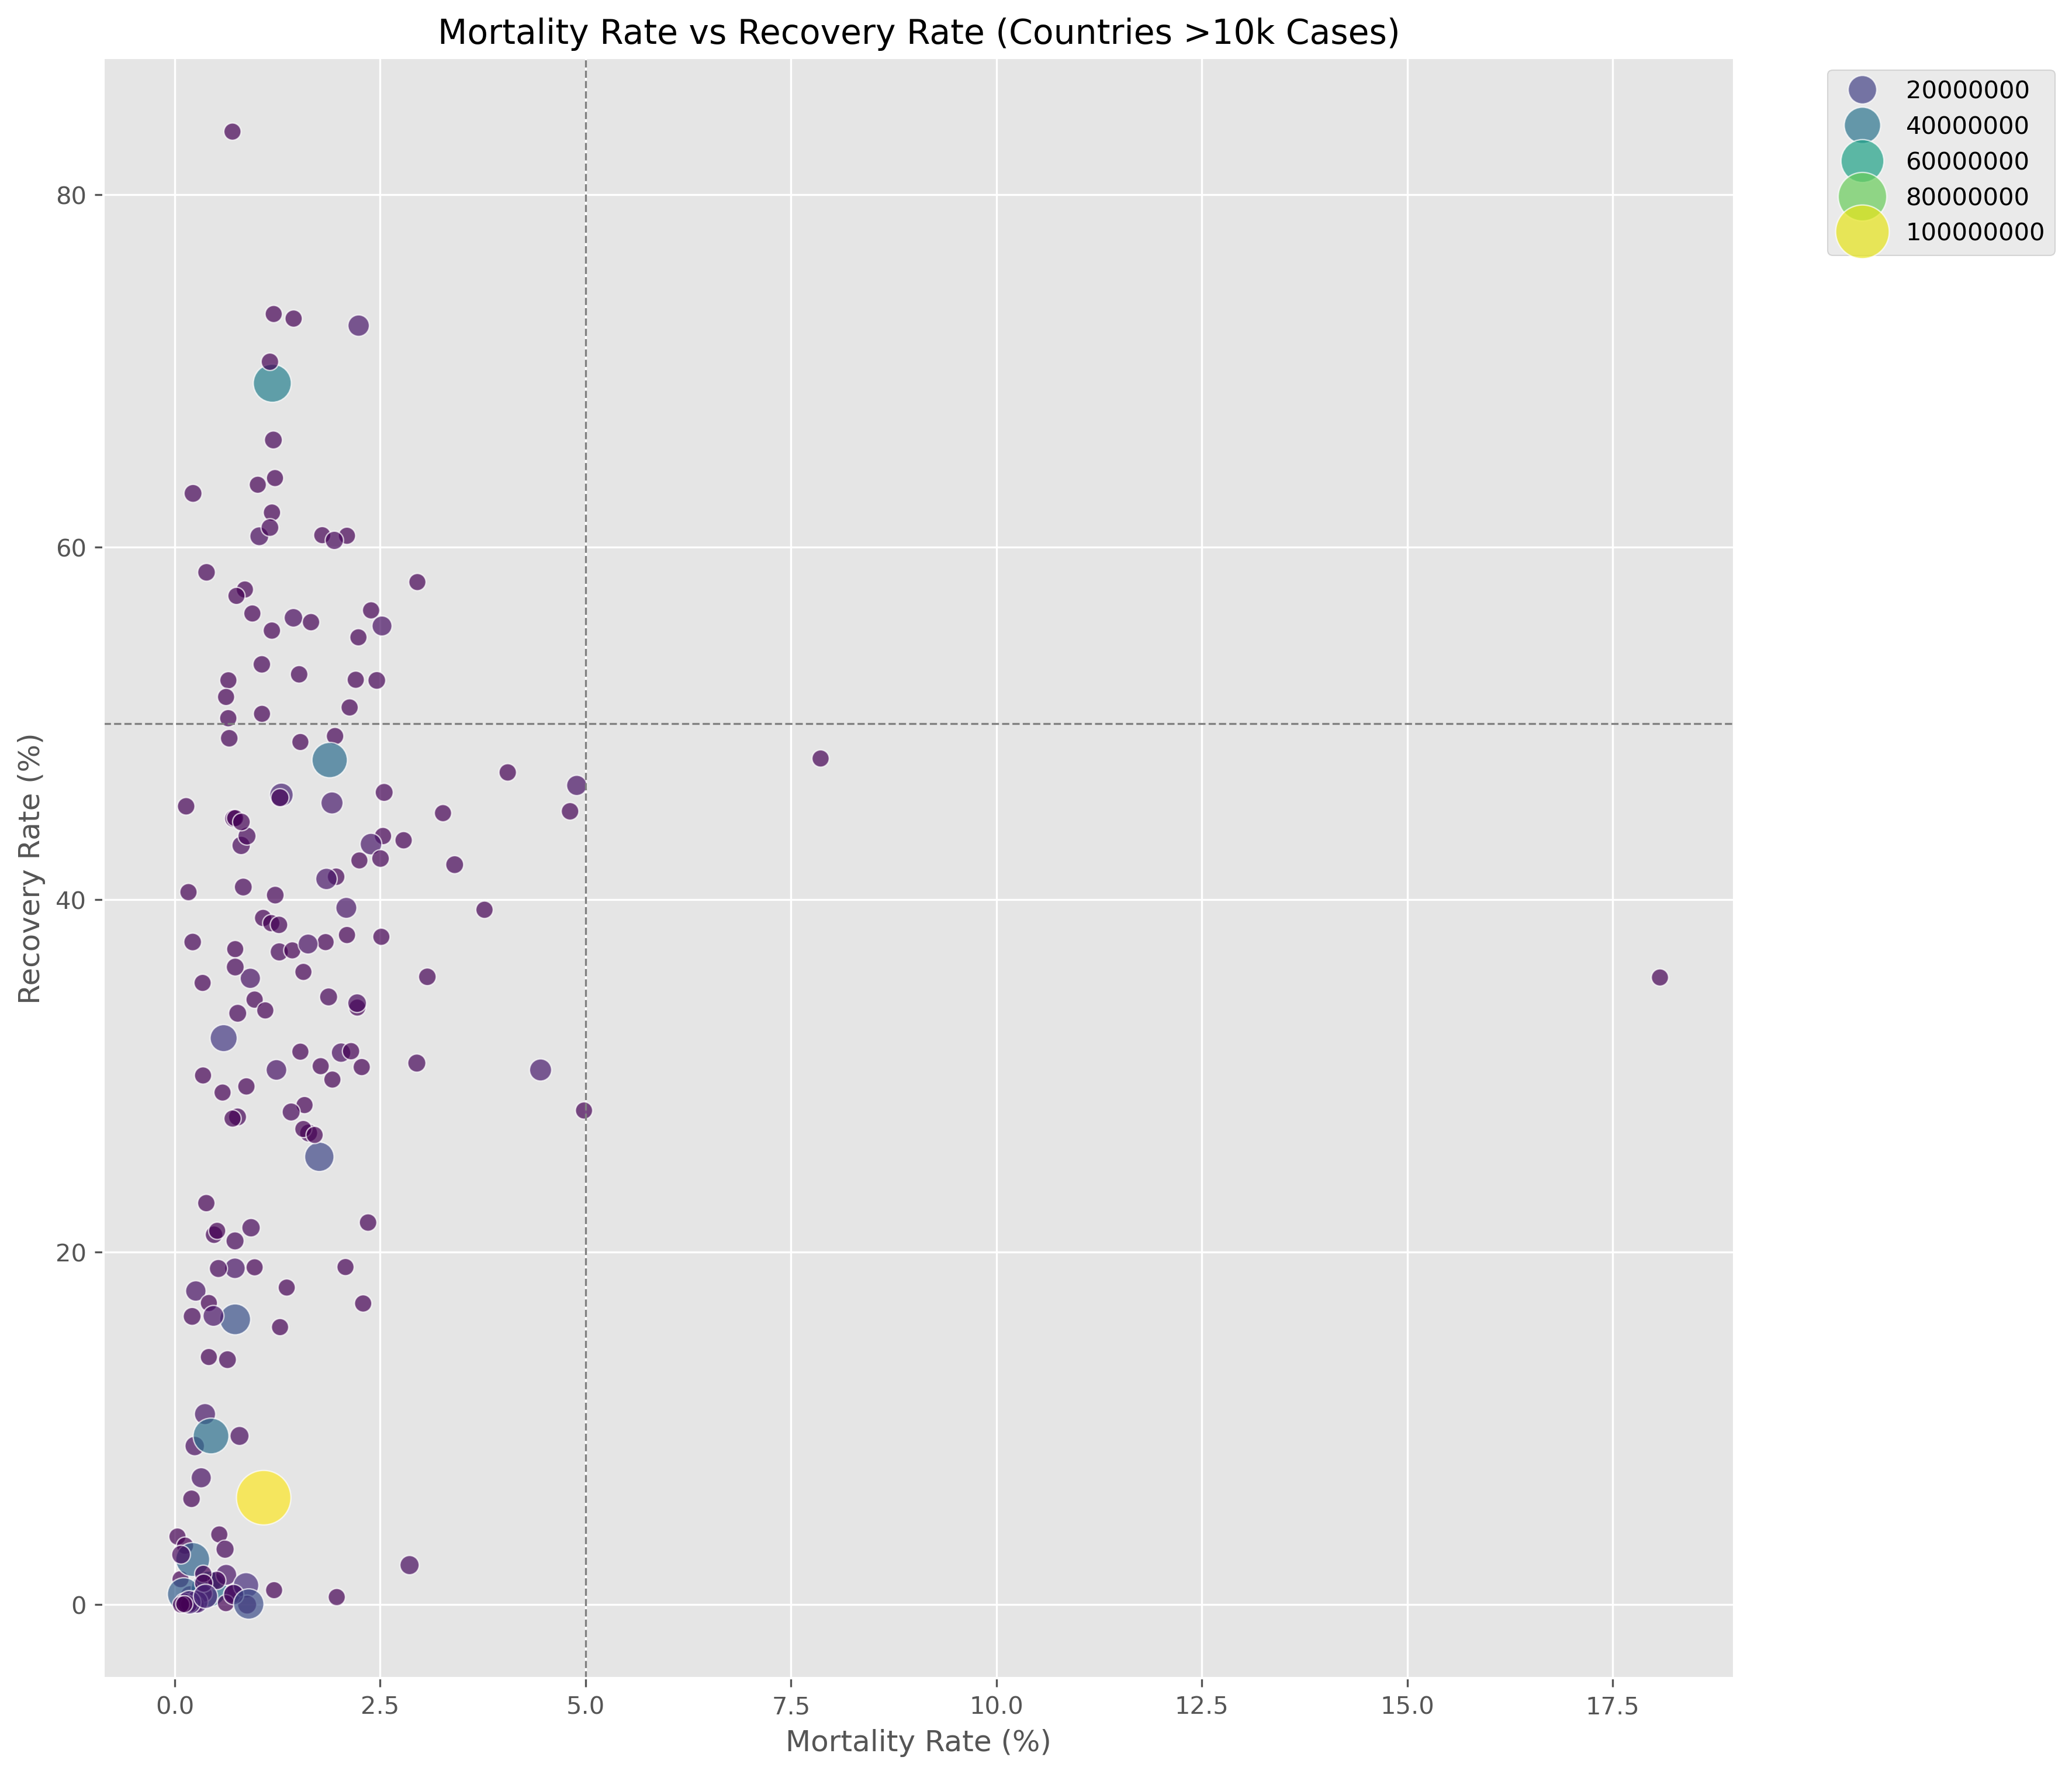 Mortality Rate vs Recovery Rate (Countries >10k Cases)
20000000
40000000
60000000
80000000
100000000
Recovery Rate (%)
80
60
40
20
0
0.0 2.5 5.0 7.5 10.0 12.5 15.0 17.5
Mortality Rate (%)